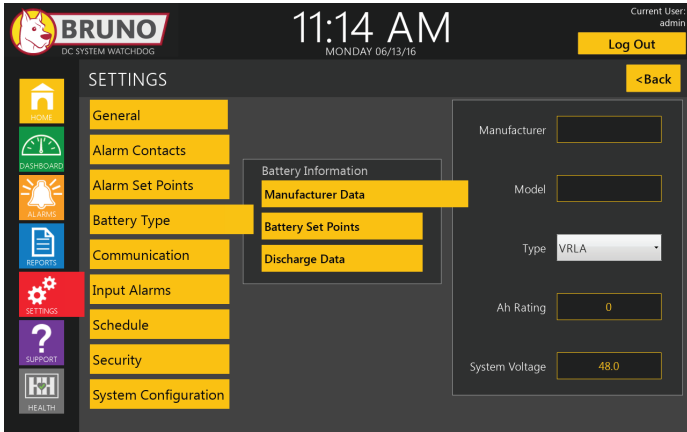 BRUNO
DC SYSTEM WATCHDOG
11:14 AM
MONDAY 06/13/16
Current User:
admin
Log Out
SETTINGS
<Back
HOME
DASHBOARD
ALARMS
REPORTS
SETTINGS
?
SUPPORT
HEALTH
General
Alarm Contacts
Alarm Set Points
Battery Type
Communication
Input Alarms
Schedule
Security
System Configuration
Battery Information
Manufacturer Data
Battery Set Points
Discharge Data
Manufacturer
Model
Type VRLA
Ah Rating 0
System Voltage 48.0